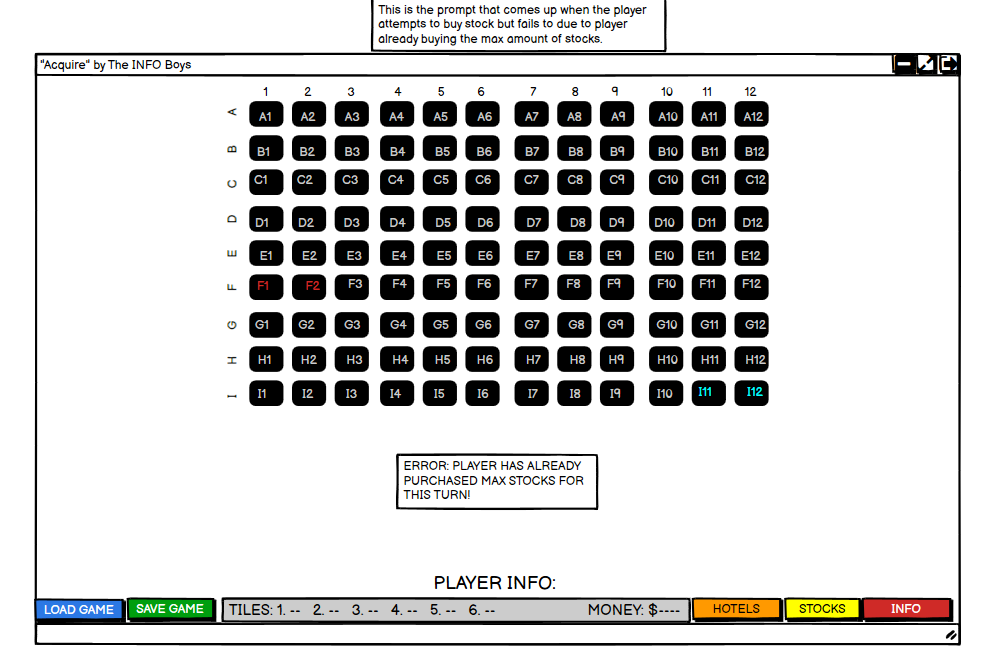 This is the prompt that comes up when the player
attempts to buy stock but fails to due to player
already buying the max amount of stocks.
"Acquire" by The INFO Boys
1 2 3 4 5 6 7 8 9 10 11 12
A A1 A2 A3 A4 A5 A6 A7 A8 A9 A10 A11 A12
B B1 B2 B3 B4 B5 B6 B7 B8 B9 B10 B11 B12
C C1 C2 C3 C4 C5 C6 C7 C8 C9 C10 C11 C12
D D1 D2 D3 D4 D5 D6 D7 D8 D9 D10 D11 D12
E E1 E2 E3 E4 E5 E6 E7 E8 E9 E10 E11 E12
F F1 F2 F3 F4 F5 F6 F7 F8 F9 F10 F11 F12
G G1 G2 G3 G4 G5 G6 G7 G8 G9 G10 G11 G12
H H1 H2 H3 H4 H5 H6 H7 H8 H9 H10 H11 H12
I I1 I2 I3 I4 I5 I6 I7 I8 I9 I10 I11 I12
ERROR: PLAYER HAS ALREADY
PURCHASED MAX STOCKS FOR
THIS TURN!
PLAYER INFO:
LOAD GAME SAVE GAME TILES: 1. -- 2. -- 3. -- 4. -- 5. -- 6. -- MONEY: $---- HOTELS STOCKS INFO